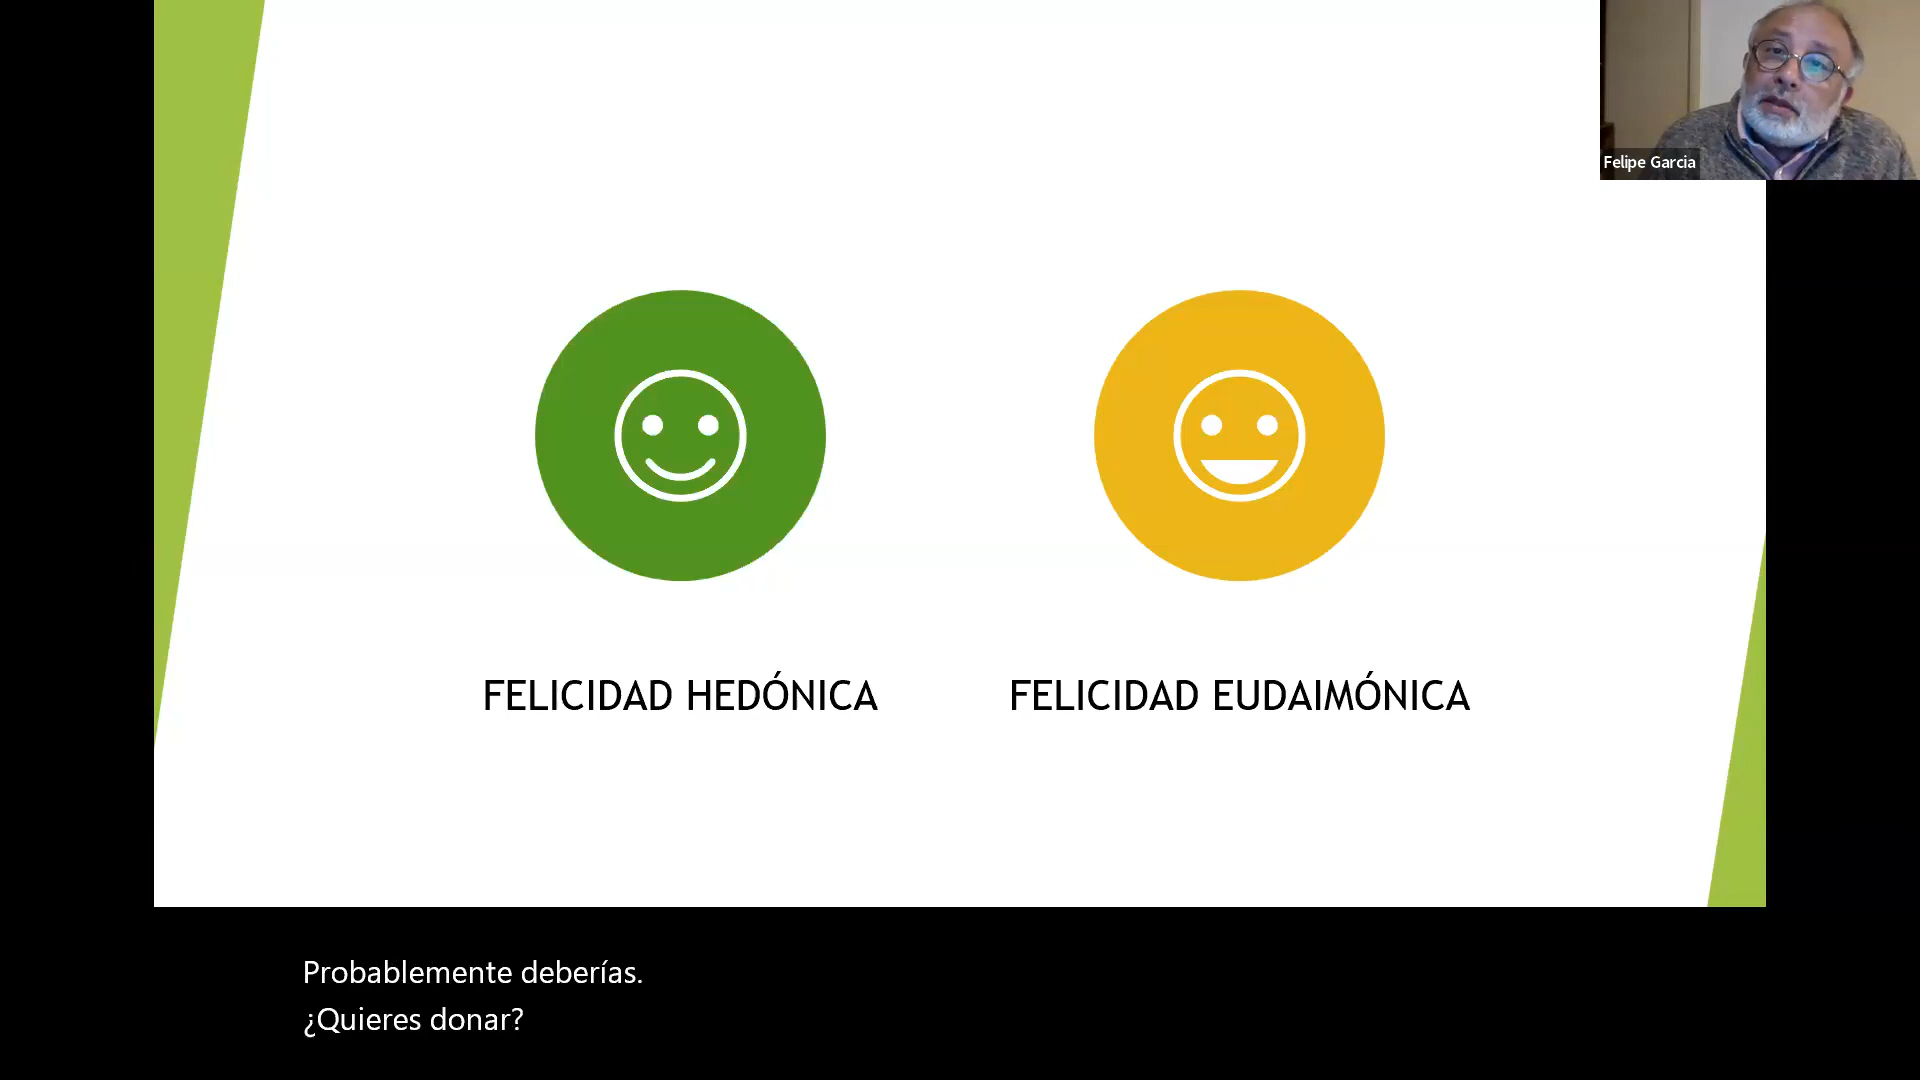 Felipe Garcia
FELICIDAD HEDÓNICA
FELICIDAD EUDAIMÓNICA
Probablemente deberías.
¿Quieres donar?